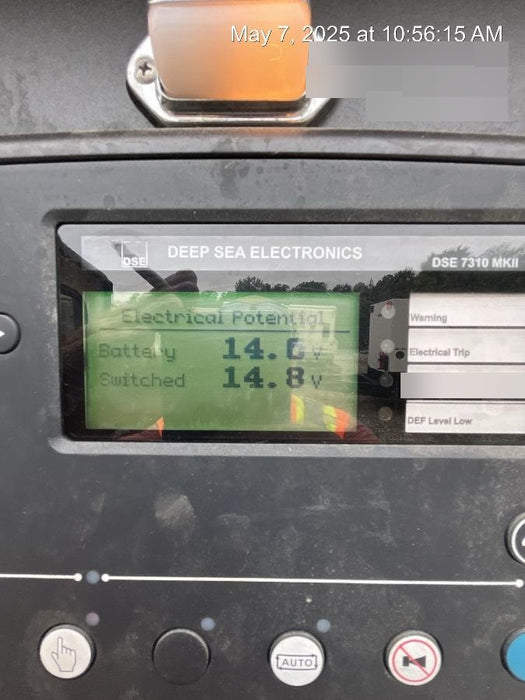 May 7, 2025 at 10:56:15 AM
DSE
DEEP SEA ELECTRONICS
DSE 7310 MKII
Electrical Potential
Battery V
Switched 14.8 V
Warning
Electrical Trip
DEF Level Low
AUTO